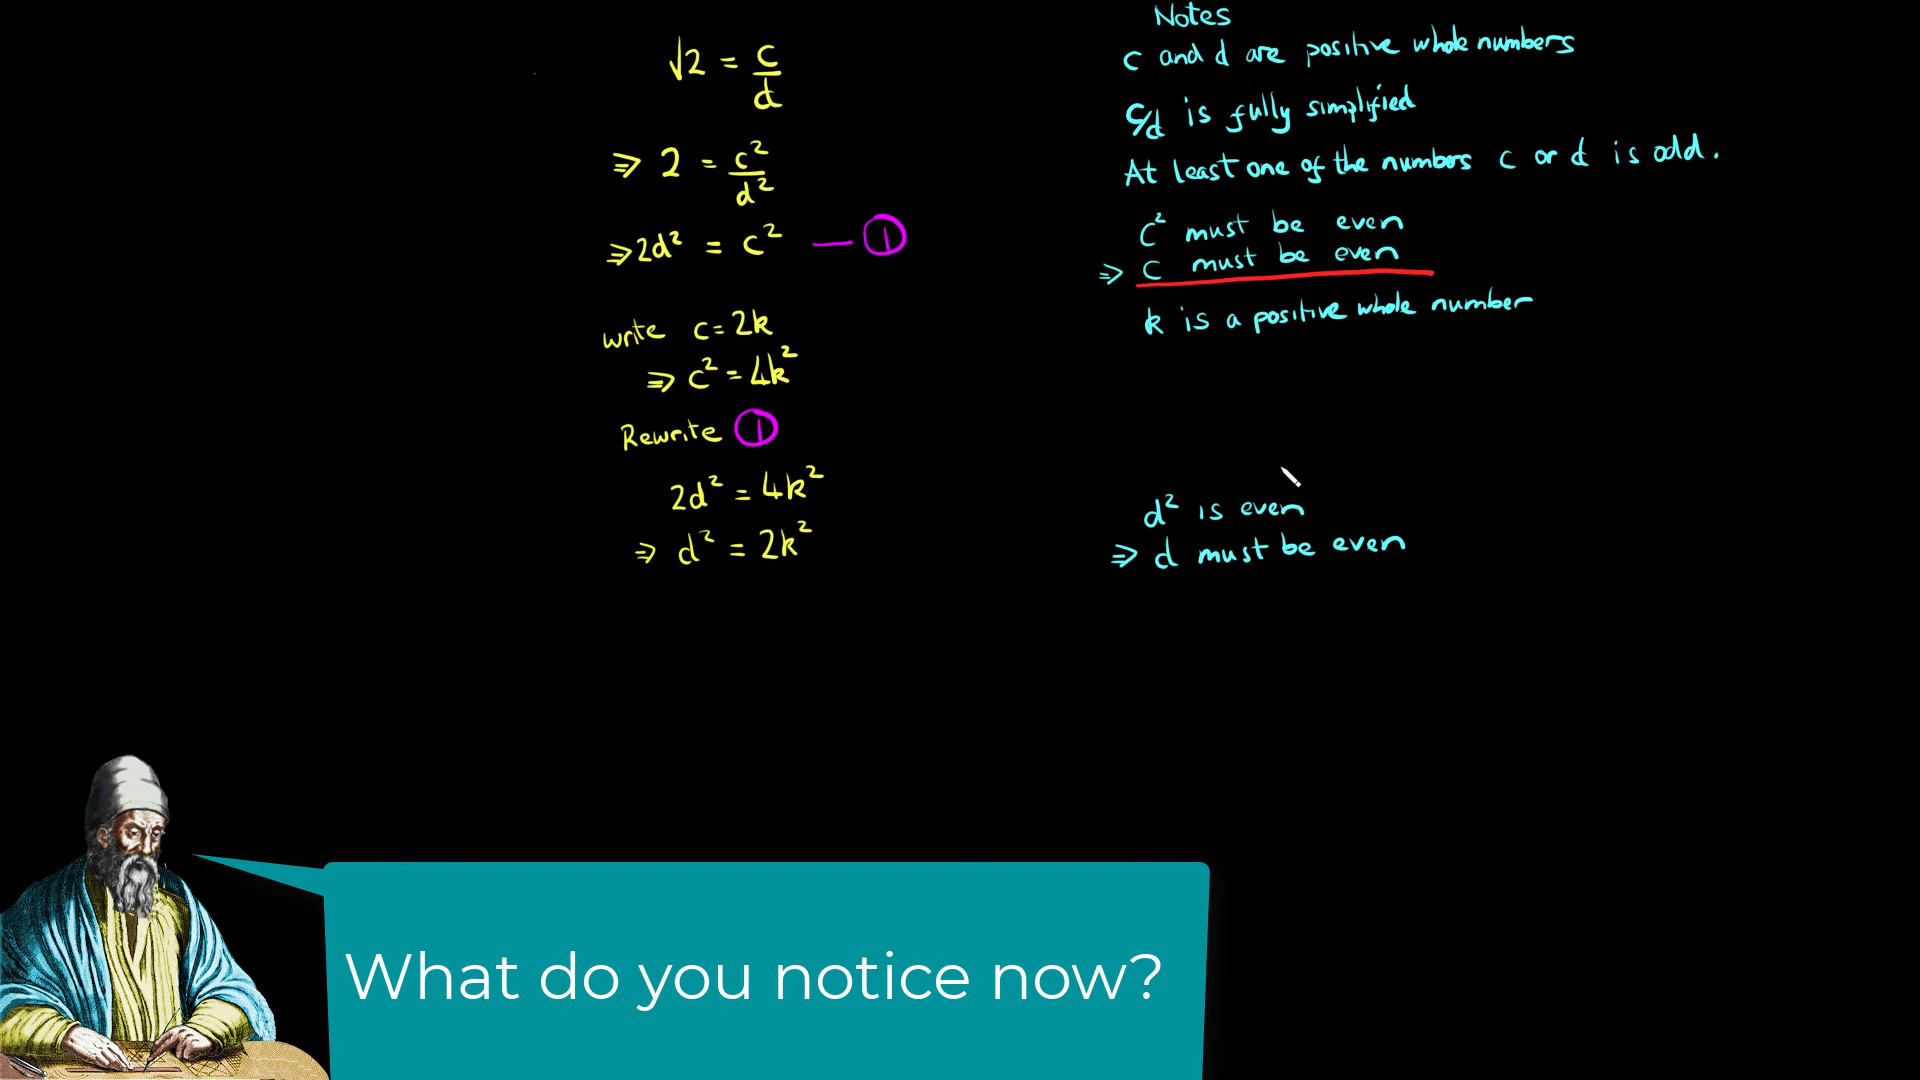 √2 = c/d
⇒ 2 = c²/d²
⇒ 2d² = c² — ①
write c = 2k
⇒ c² = 4k²
Rewrite ①
2d² = 4k²
⇒ d² = 2k²
Notes
c and d are positive whole numbers
c/d is fully simplified
At least one of the numbers c or d is odd.
c² must be even
⇒ c must be even
k is a positive whole number
d² is even
⇒ d must be even
What do you notice now?